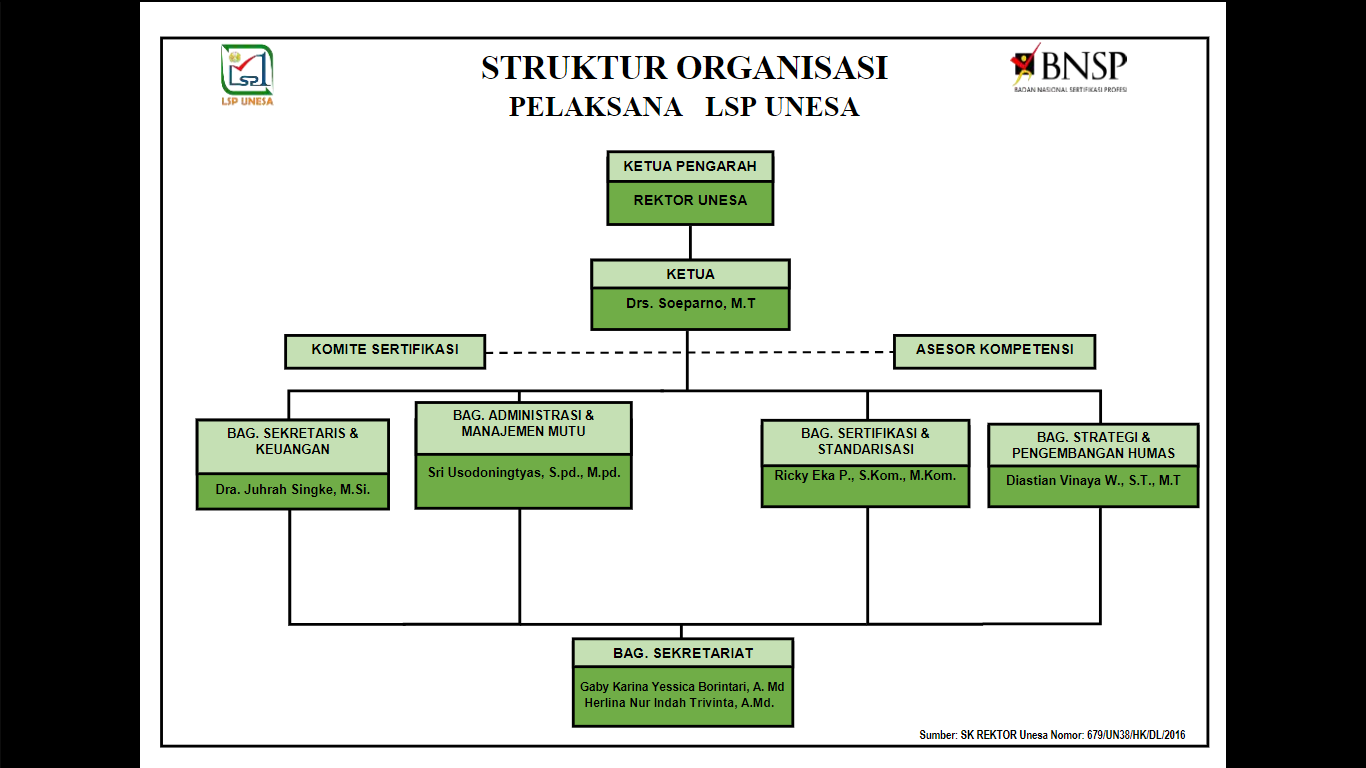 STRUKTUR ORGANISASI
PELAKSANA LSP UNESA
LSP
LSP UNESA
BNSP
BADAN NASIONAL SERTIFIKASI PROFESI
KETUA PENGARAH
REKTOR UNESA
KETUA
Drs. Soeparno, M.T
KOMITE SERTIFIKASI
ASESOR KOMPETENSI
BAG. SEKRETARIS &
KEUANGAN
Dra. Juhrah Singke, M.Si.
BAG. ADMINISTRASI &
MANAJEMEN MUTU
Sri Usodoningtyas, S.pd., M.pd.
BAG. SERTIFIKASI &
STANDARISASI
Ricky Eka P., S.Kom., M.Kom.
BAG. STRATEGI &
PENGEMBANGAN HUMAS
Diastian Vinaya W., S.T., M.T
BAG. SEKRETARIAT
Gaby Karina Yessica Borintari, A. Md
Herlina Nur Indah Trivinta, A.Md.
Sumber: SK REKTOR Unesa Nomor: 679/UN38/HK/DL/2016